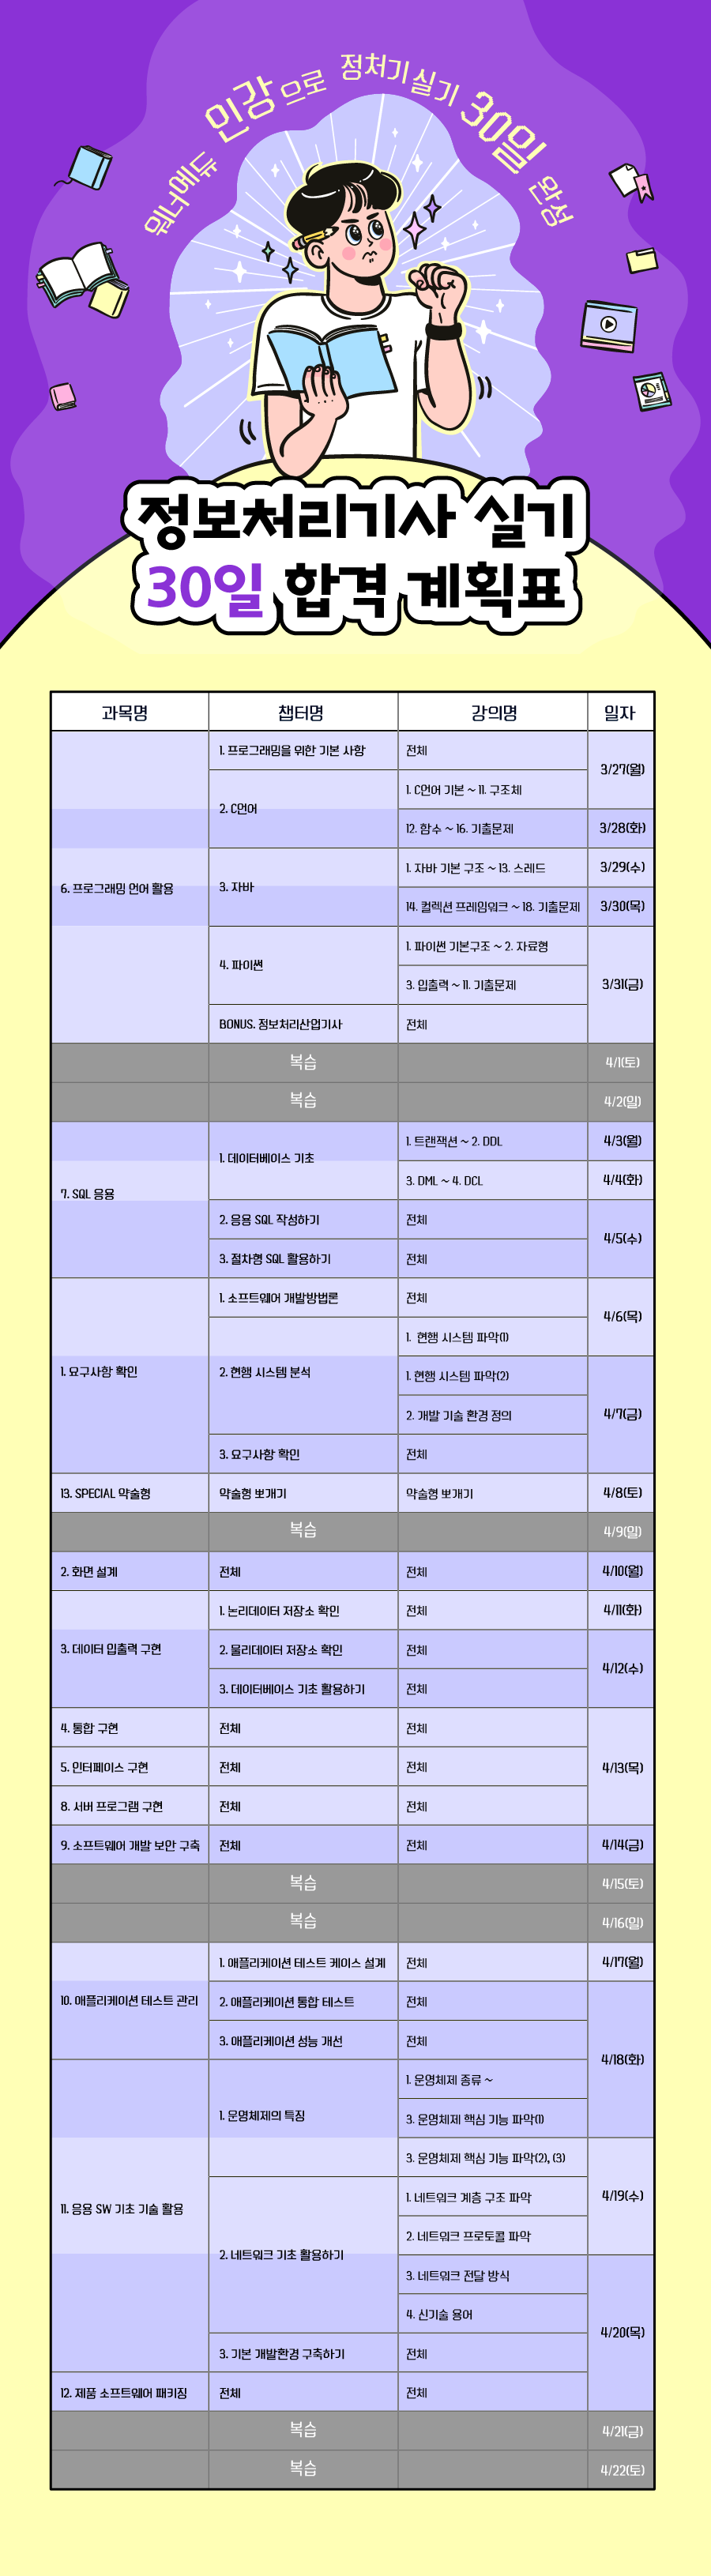 워너에듀 인강으로 정처기실기 30일 완성
정보처리기사 실기
30일 합격 계획표
과목명 챕터명 강의명 일자
1. 프로그래밍을 위한 기본 사항 전체
3/27(월)
1. C언어 기본 ~ 11. 구조체
2. C언어
12. 함수 ~ 16. 기출문제 3/28(화)
1. 자바 기본 구조 ~ 13. 스레드 3/29(수)
6. 프로그래밍 언어 활용 3. 자바
14. 컬렉션 프레임워크 ~ 18. 기출문제 3/30(목)
1. 파이썬 기본구조 ~ 2. 자료형
4. 파이썬
3. 입출력 ~ 11. 기출문제 3/31(금)
BONUS. 정보처리산업기사 전체
복습 4/1(토)
복습 4/2(일)
1. 트랜잭션 ~ 2. DDL 4/3(월)
1. 데이터베이스 기초
3. DML ~ 4. DCL 4/4(화)
7. SQL 응용
2. 응용 SQL 작성하기 전체
4/5(수)
3. 절차형 SQL 활용하기 전체
1. 소프트웨어 개발방법론 전체
4/6(목)
1. 현행 시스템 파악(1)
1. 요구사항 확인 2. 현행 시스템 분석 1. 현행 시스템 파악(2)
2. 개발 기술 환경 정의 4/7(금)
3. 요구사항 확인 전체
13. SPECIAL 약술형 약술형 뽀개기 약술형 뽀개기 4/8(토)
복습 4/9(일)
2. 화면 설계 전체 전체 4/10(월)
1. 논리데이터 저장소 확인 전체 4/11(화)
3. 데이터 입출력 구현 2. 물리데이터 저장소 확인 전체
4/12(수)
3. 데이터베이스 기초 활용하기 전체
4. 통합 구현 전체 전체
5. 인터페이스 구현 전체 전체 4/13(목)
8. 서버 프로그램 구현 전체 전체
9. 소프트웨어 개발 보안 구축 전체 전체 4/14(금)
복습 4/15(토)
복습 4/16(일)
1. 애플리케이션 테스트 케이스 설계 전체 4/17(월)
10. 애플리케이션 테스트 관리 2. 애플리케이션 통합 테스트 전체
3. 애플리케이션 성능 개선 전체
4/18(화)
1. 운영체제 종류 ~
1. 운영체제의 특징
3. 운영체제 핵심 기능 파악(1)
3. 운영체제 핵심 기능 파악(2), (3)
11. 응용 SW 기초 기술 활용 1. 네트워크 계층 구조 파악 4/19(수)
2. 네트워크 프로토콜 파악
2. 네트워크 기초 활용하기
3. 네트워크 전달 방식
4. 신기술 용어
4/20(목)
3. 기본 개발환경 구축하기 전체
12. 제품 소프트웨어 패키징 전체 전체
복습 4/21(금)
복습 4/22(토)